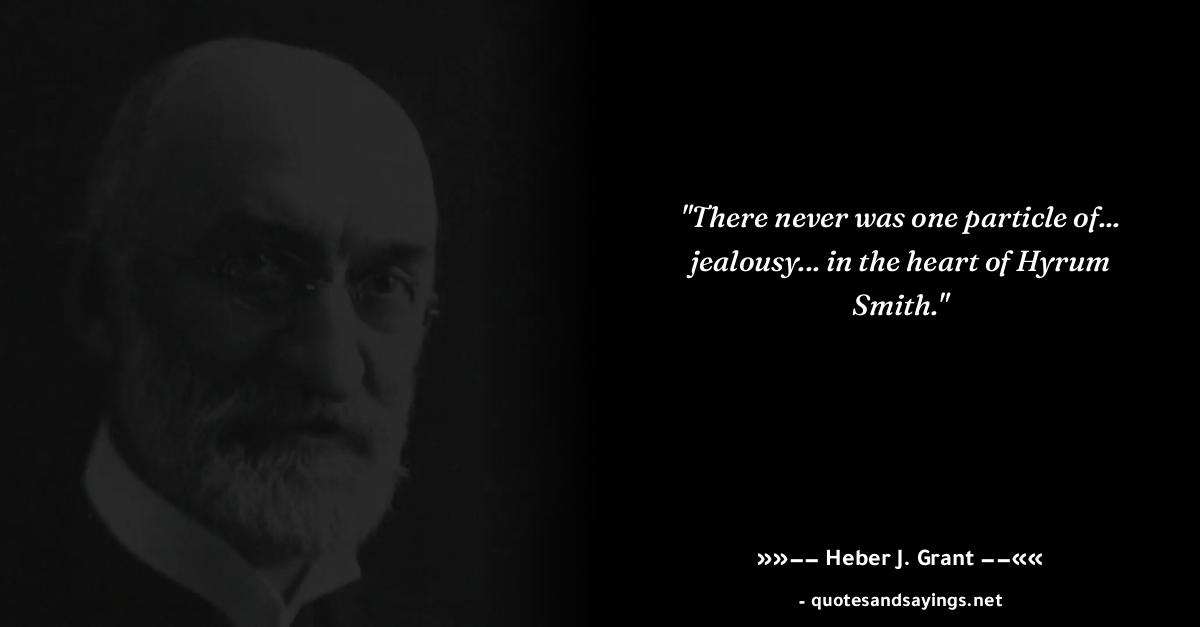 "There never was one particle of...
jealousy... in the heart of Hyrum
Smith."
»»–– Heber J. Grant ––««
- quotesandsayings.net